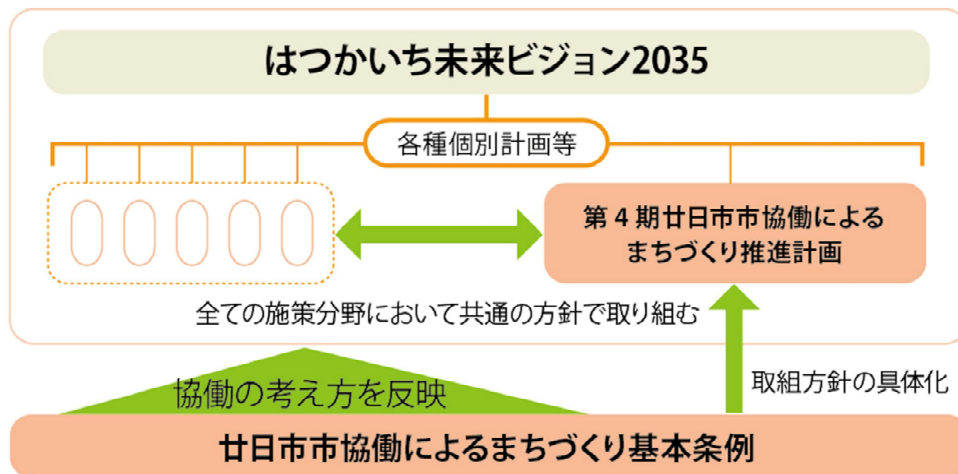 はつかいち未来ビジョン2035
各種個別計画等
第4期廿日市市協働による
まちづくり推進計画
全ての施策分野において共通の方針で取り組む
協働の考え方を反映
取組方針の具体化
廿日市市協働によるまちづくり基本条例